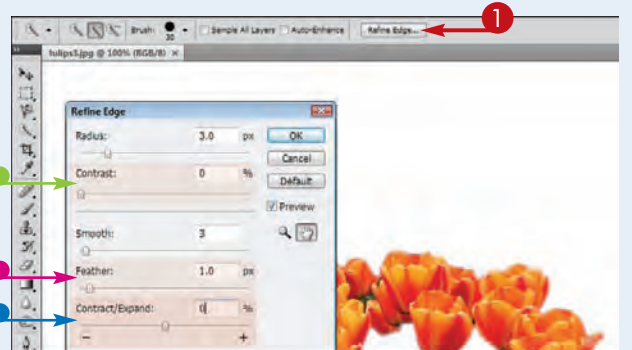 1
Brush: 30 Sample All Layers Auto-Enhance Refine Edge...
tulips3.jpg @ 100% (RGB/8) ×
Refine Edge
Radius: 3.0 px OK
Cancel
Contrast: 0 % Default
Preview
Smooth: 3
Feather: 1.0 px
Contract/Expand: 0 %
− +